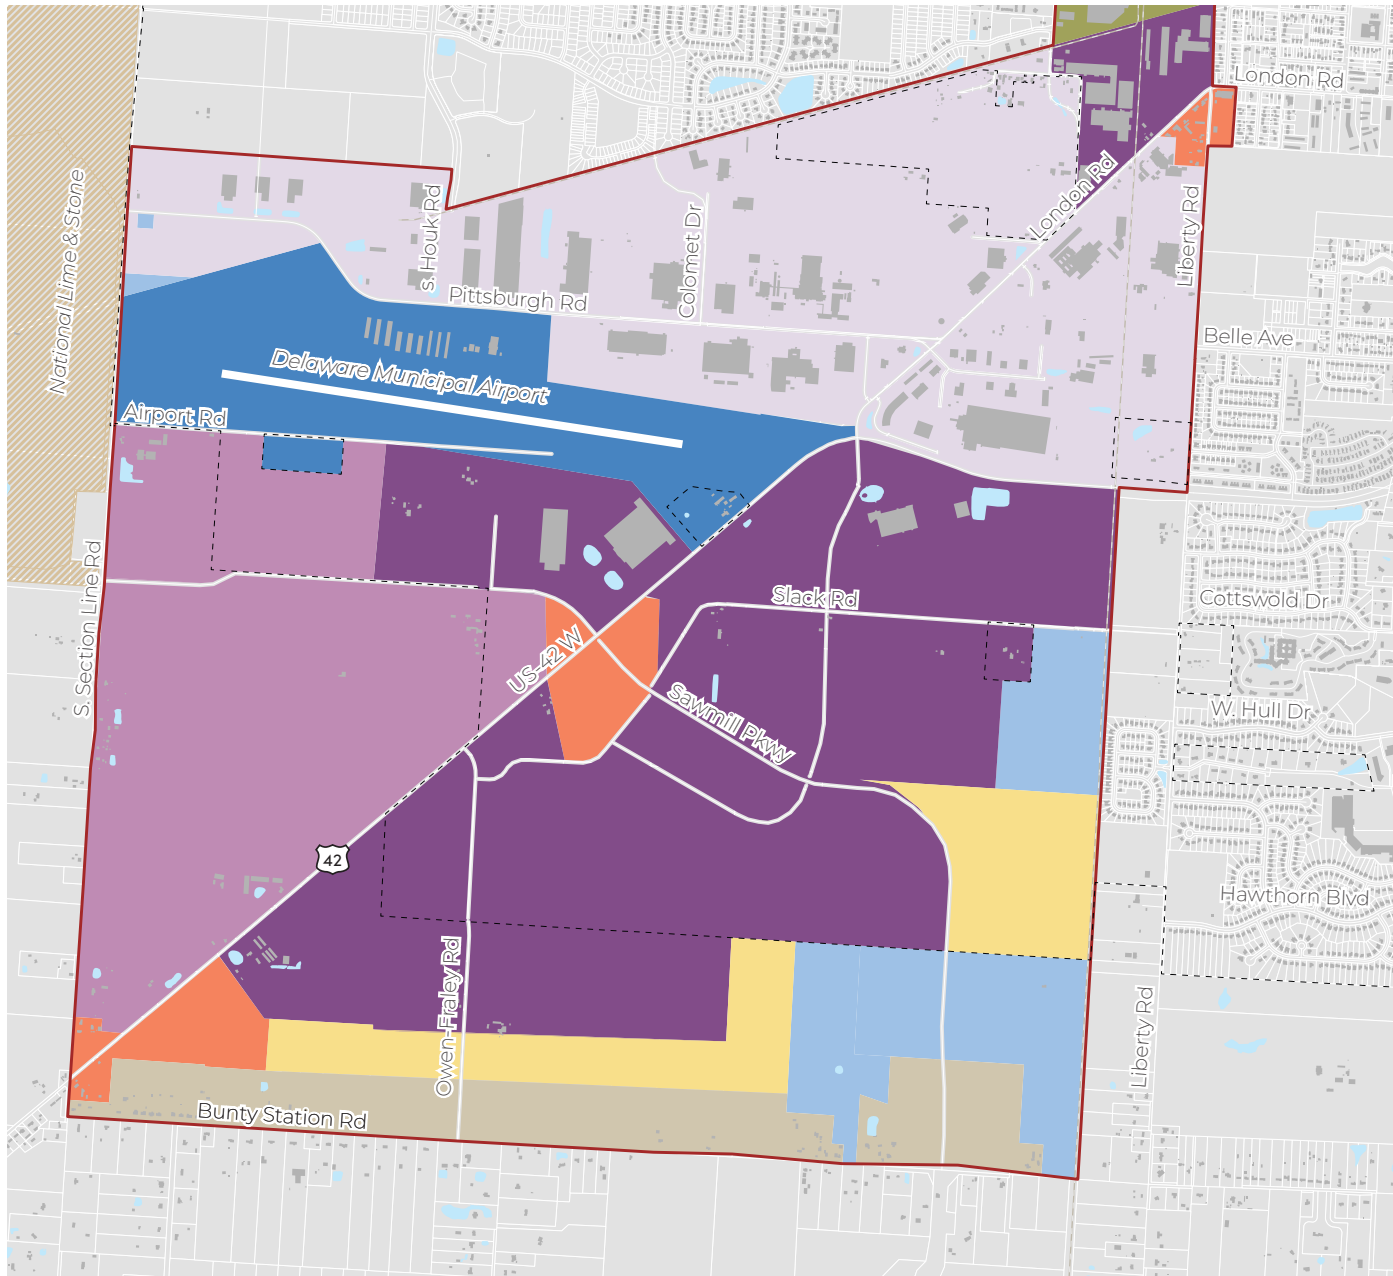 London Rd
National Lime & Stone
S. Houk Rd
London Rd
Colomet Dr
Liberty Rd
Pittsburgh Rd
Belle Ave
Delaware Municipal Airport
Airport Rd
Slack Rd
Cottswold Dr
S. Section Line Rd
US-42 W
Sawmill Pkwy
W. Hull Dr
42
Hawthorn Blvd
Owen-Fraley Rd
Liberty Rd
Bunty Station Rd